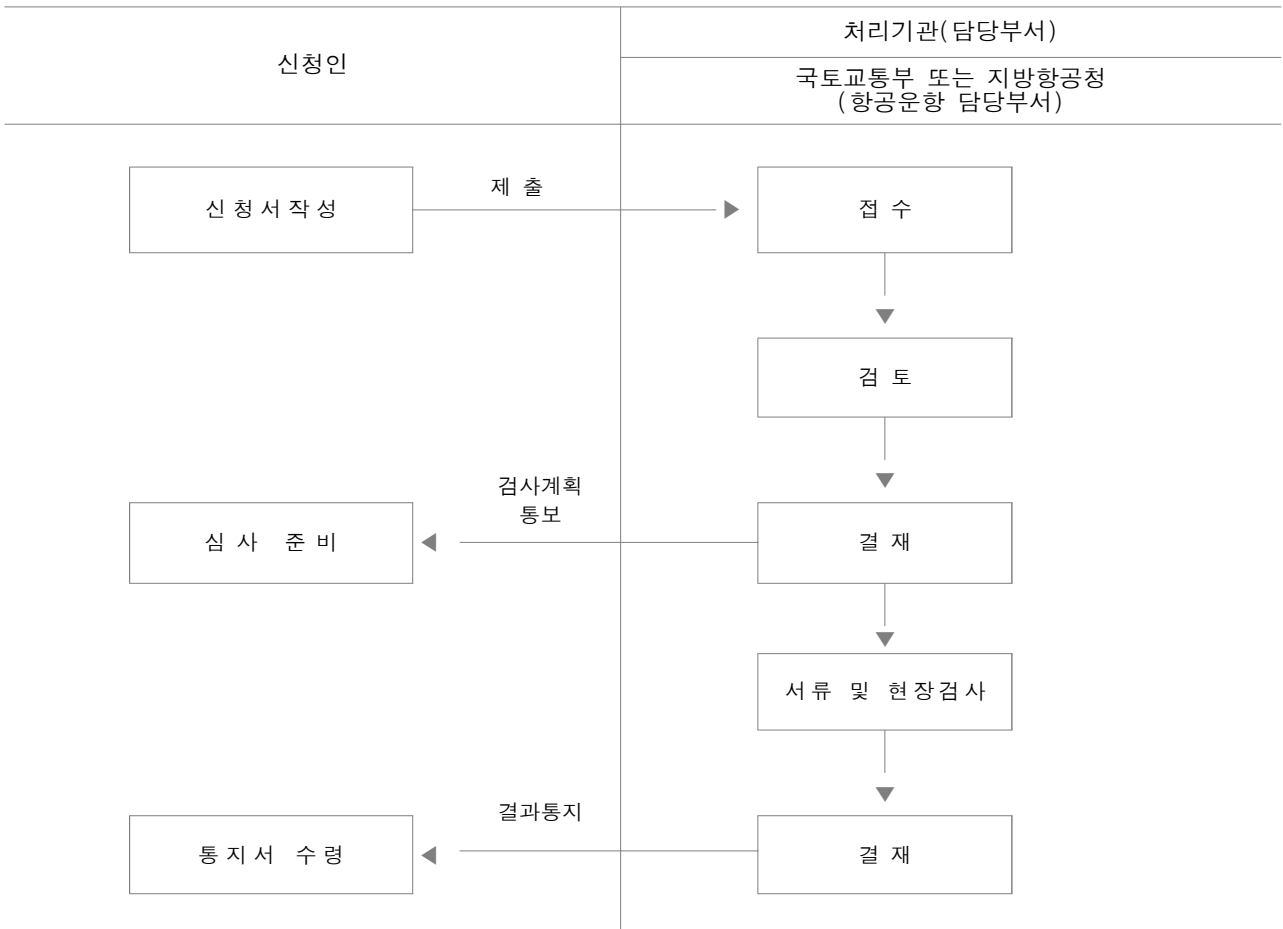 신청인
처리기관(담당부서)
국토교통부 또는 지방항공청
(항공운항 담당부서)
신청서작성
제 출
접 수
검 토
검사계획
통보
심 사 준 비
결 재
서류 및 현장검사
결과통지
통지서 수령
결 재